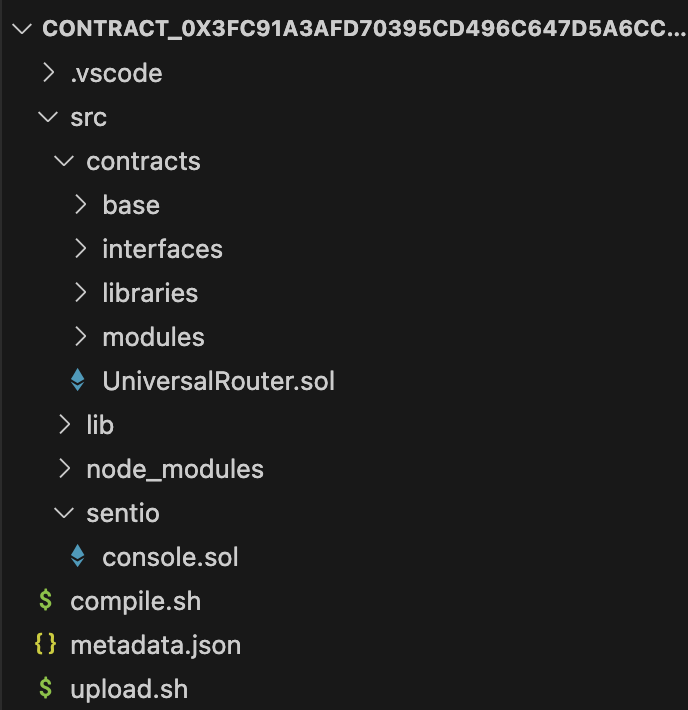 CONTRACT_0X3FC91A3AFD70395CD496C647D5A6CC...
.vscode
src
contracts
base
interfaces
libraries
modules
UniversalRouter.sol
lib
node_modules
sentio
console.sol
$ compile.sh
{} metadata.json
$ upload.sh